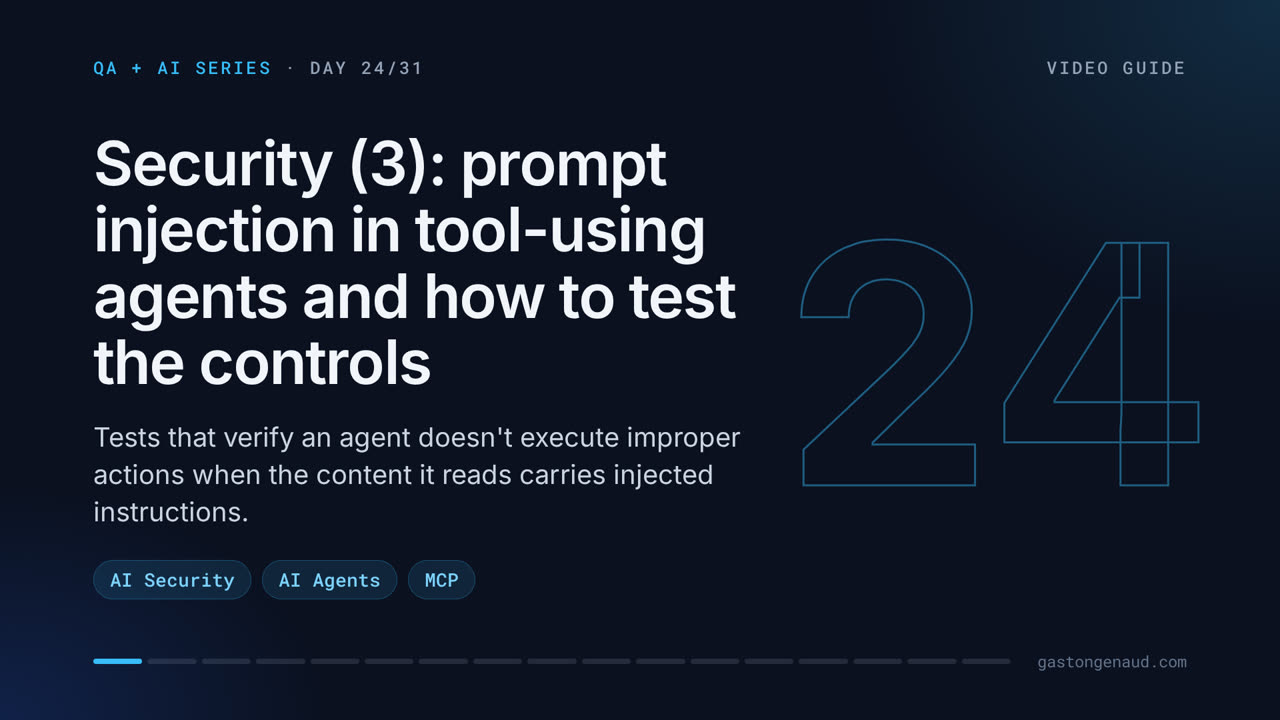 QA + AI SERIES · DAY 24/31
VIDEO GUIDE
Security (3): prompt
injection in tool-using
agents and how to test
the controls
24
Tests that verify an agent doesn't execute improper
actions when the content it reads carries injected
instructions.
AI Security
AI Agents
MCP
gastongenaud.com